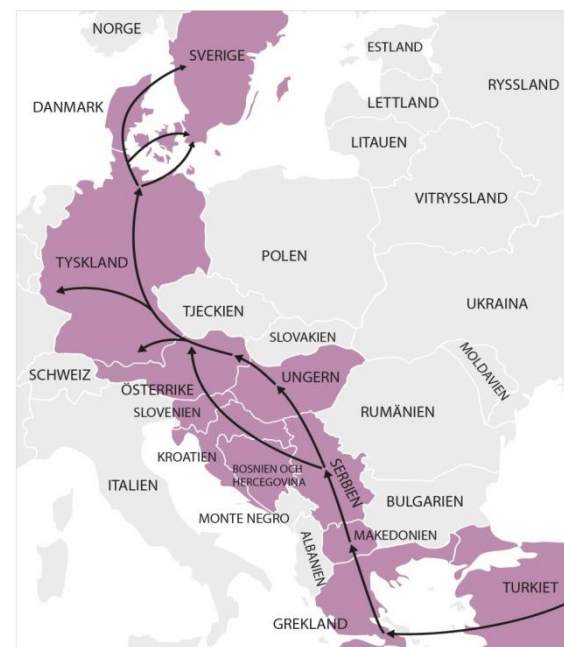 NORGE
SVERIGE
ESTLAND
RYSSLAND
LETTLAND
DANMARK
LITAUEN
VITRYSSLAND
POLEN
TYSKLAND
TJECKIEN
UKRAINA
SLOVAKIEN
MOLDAVIEN
SCHWEIZ
UNGERN
ÖSTERRIKE
SLOVENIEN
RUMÄNIEN
KROATIEN
BOSNIEN OCH
HERCEGOVINA
SERBIEN
ITALIEN
BULGARIEN
MONTE NEGRO
MAKEDONIEN
ALBANIEN
TURKIET
GREKLAND